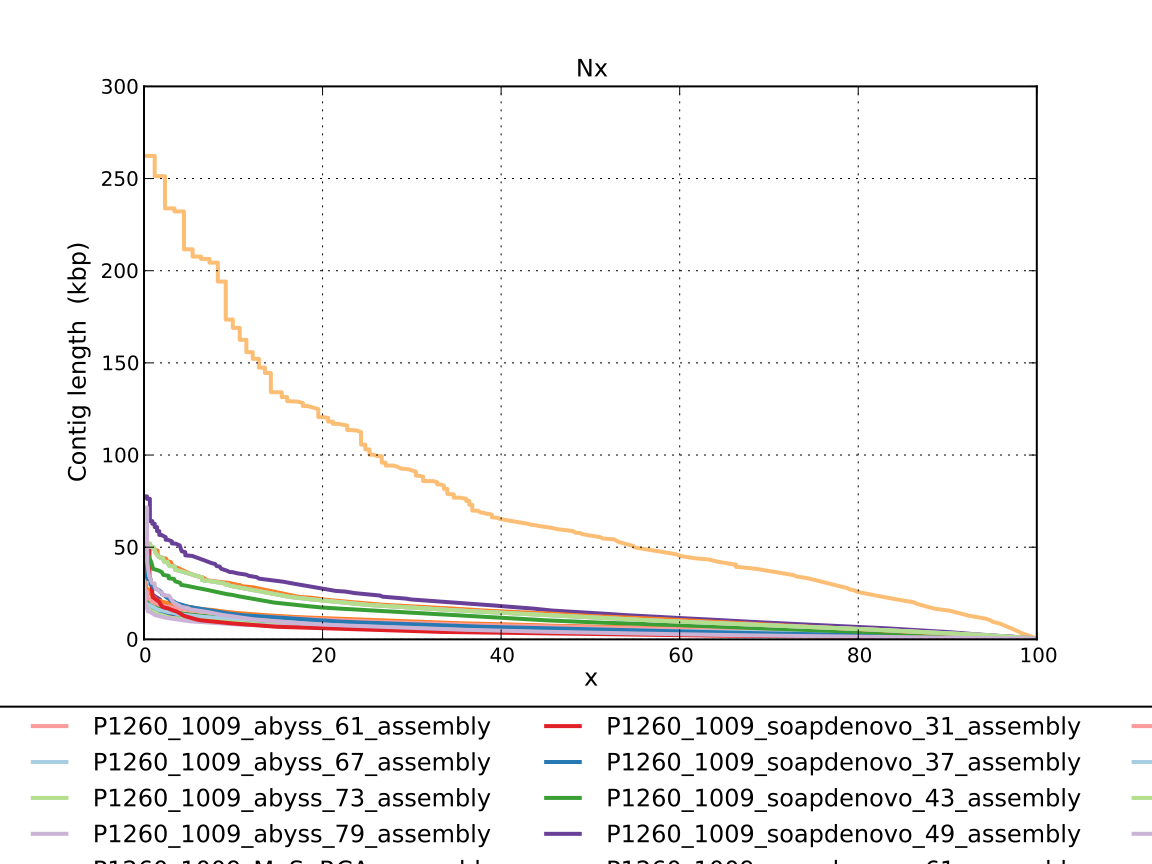 Nx
300
250
200
150
100
50
0
Contig length (kbp)
0 20 40 60 80 100
x
P1260_1009_abyss_61_assembly P1260_1009_soapdenovo_31_assembly
P1260_1009_abyss_67_assembly P1260_1009_soapdenovo_37_assembly
P1260_1009_abyss_73_assembly P1260_1009_soapdenovo_43_assembly
P1260_1009_abyss_79_assembly P1260_1009_soapdenovo_49_assembly